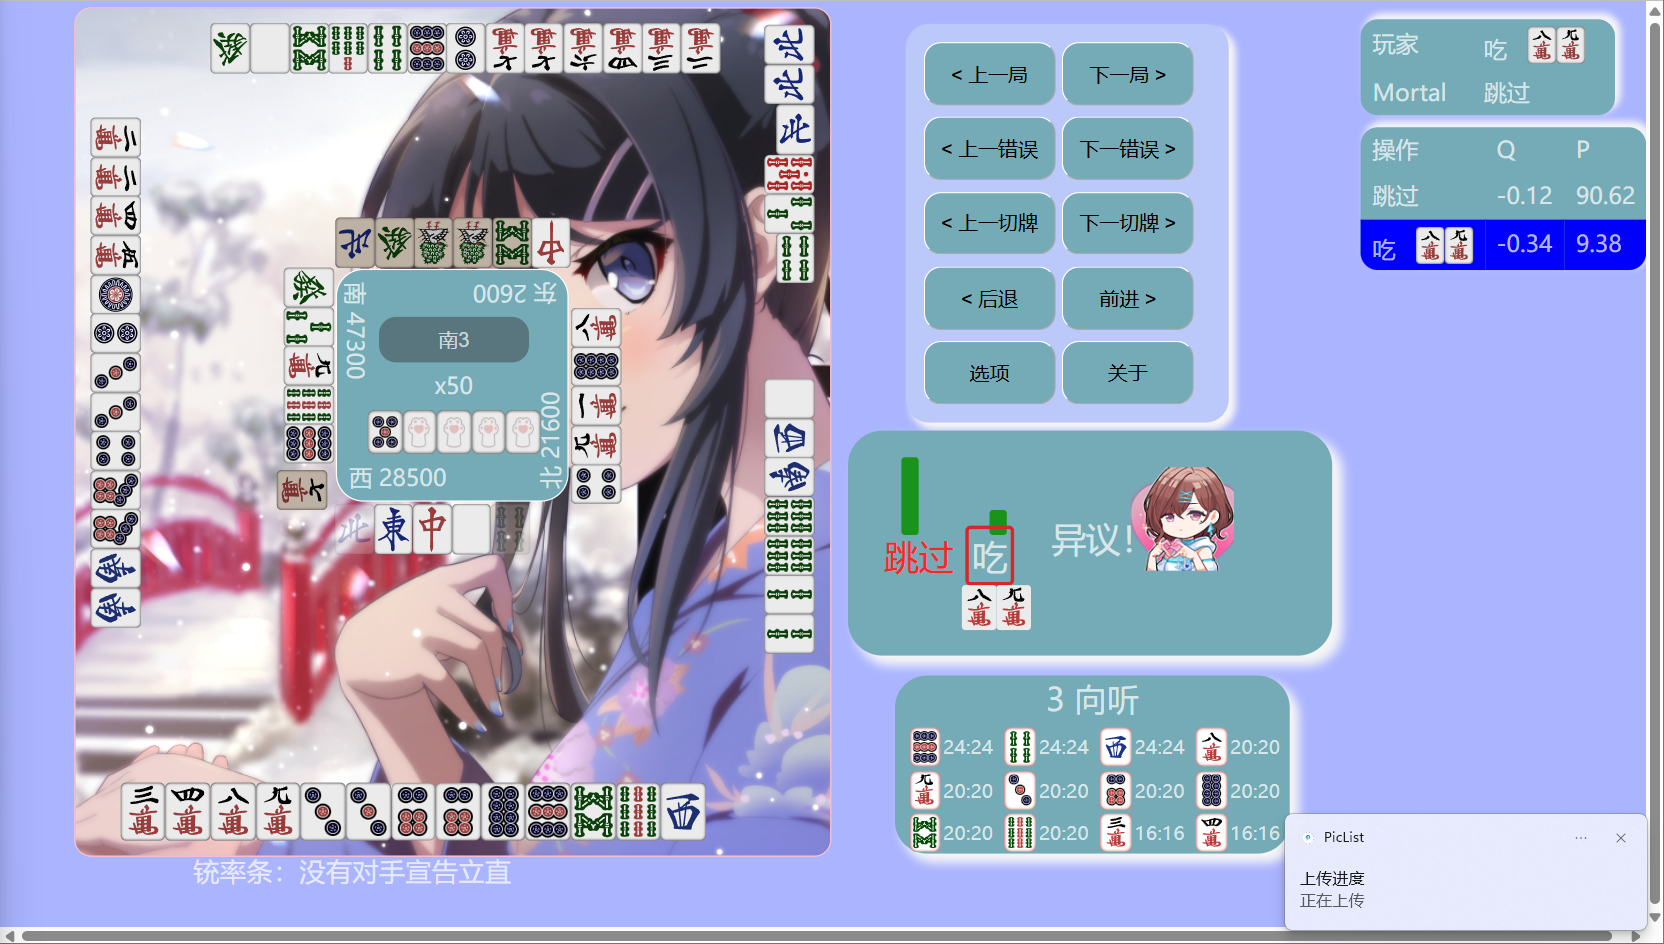 南 47300
东 2600
南3
x50
北 21600
西 28500
铳率条：没有对手宣告立直
< 上一局
下一局 >
< 上一错误
下一错误 >
< 上一切牌
下一切牌 >
< 后退
前进 >
选项
关于
跳过
吃
异议！
3 向听
24:24 24:24 24:24 20:20
20:20 20:20 20:20 20:20
20:20 20:20 16:16 16:16
玩家 吃
Mortal 跳过
操作 Q P
跳过 -0.12 90.62
吃 -0.34 9.38
PicList
上传进度
正在上传